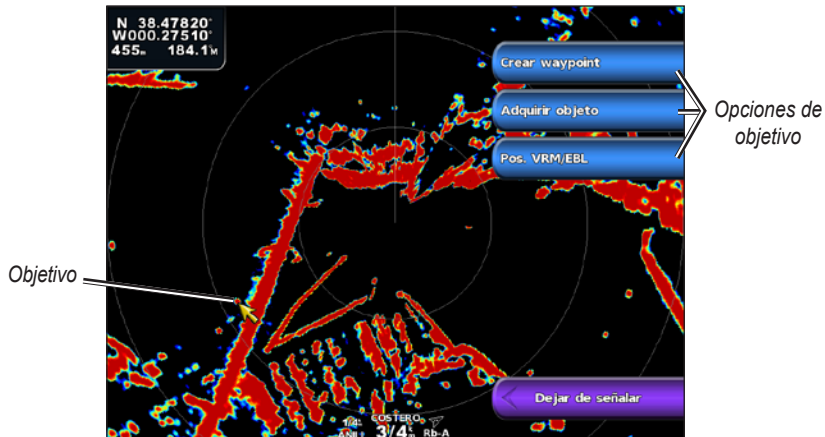 N 38.47820°
W000.27510°
455m 184.1°M
Crear waypoint
Adquirir objeto
Pos. VRM/EBL
Opciones de
objetivo
Objetivo
Dejar de señalar
COSTERO
3/4 Rb-A